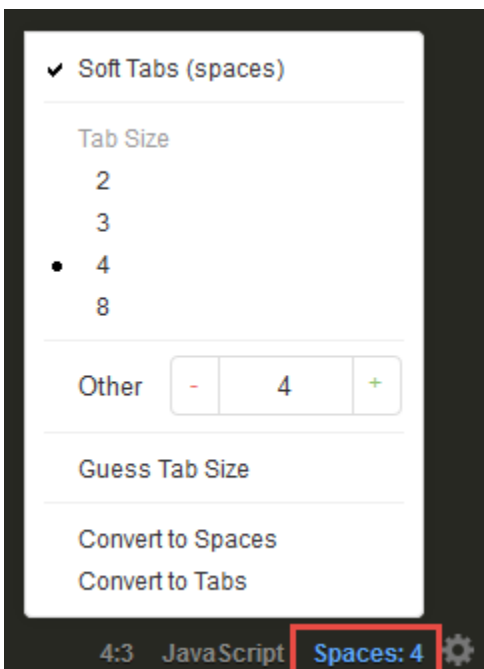 Soft Tabs (spaces)
Tab Size
2
3
4
8
Other - 4 +
Guess Tab Size
Convert to Spaces
Convert to Tabs
4:3 JavaScript Spaces: 4